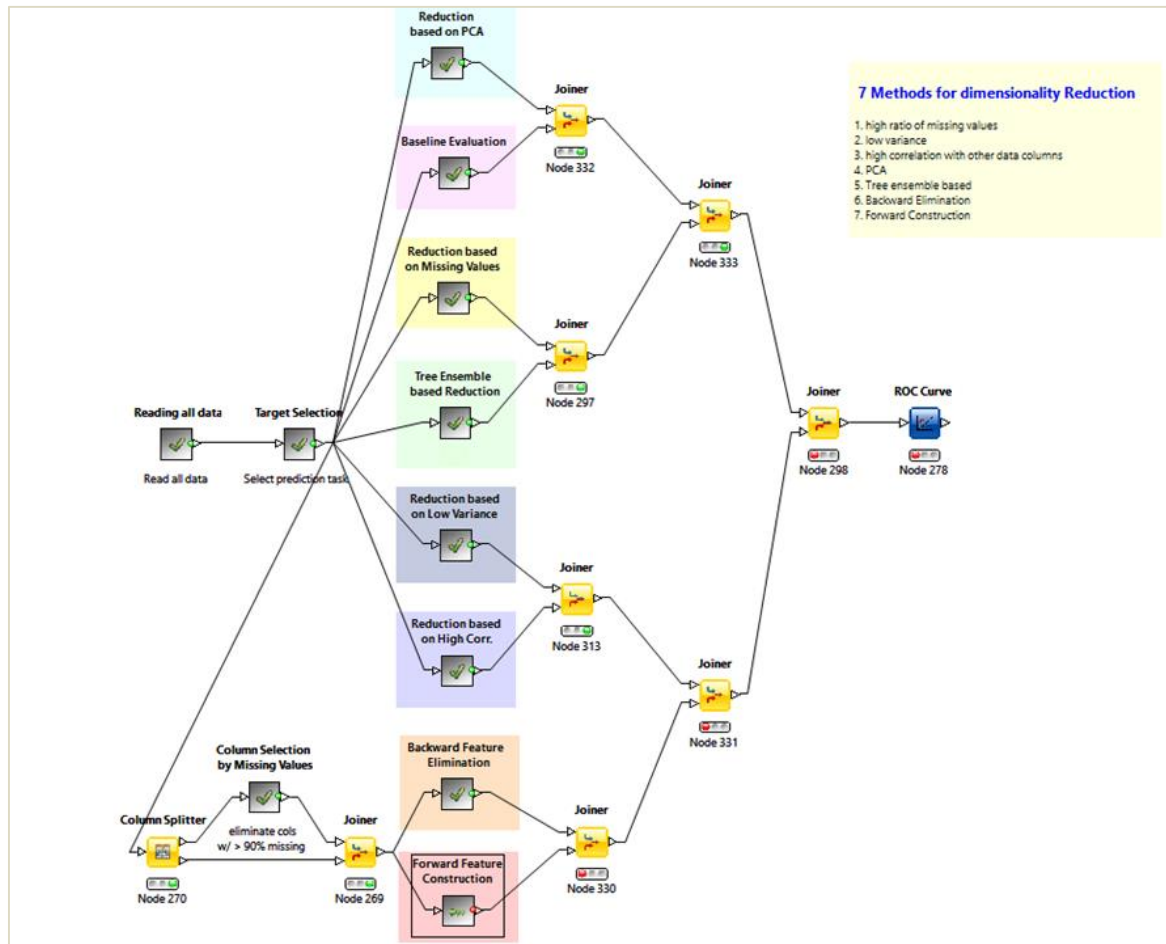 Reduction
based on PCA
Joiner
Node 332
Baseline Evaluation
7 Methods for dimensionality Reduction
1. high ratio of missing values
2. low variance
3. high correlation with other data columns
4. PCA
5. Tree ensemble based
6. Backward Elimination
7. Forward Construction
Joiner
Node 333
Reduction based
on Missing Values
Joiner
Node 297
Tree Ensemble
based Reduction
Reading all data
Read all data
Target Selection
Select prediction task
Joiner
Node 298
ROC Curve
Node 278
Reduction based
on Low Variance
Joiner
Node 313
Reduction based
on High Corr.
Joiner
Node 331
Column Selection
by Missing Values
eliminate cols
w/ > 90% missing
Column Splitter
Node 270
Joiner
Node 269
Backward Feature
Elimination
Joiner
Node 330
Forward Feature
Construction